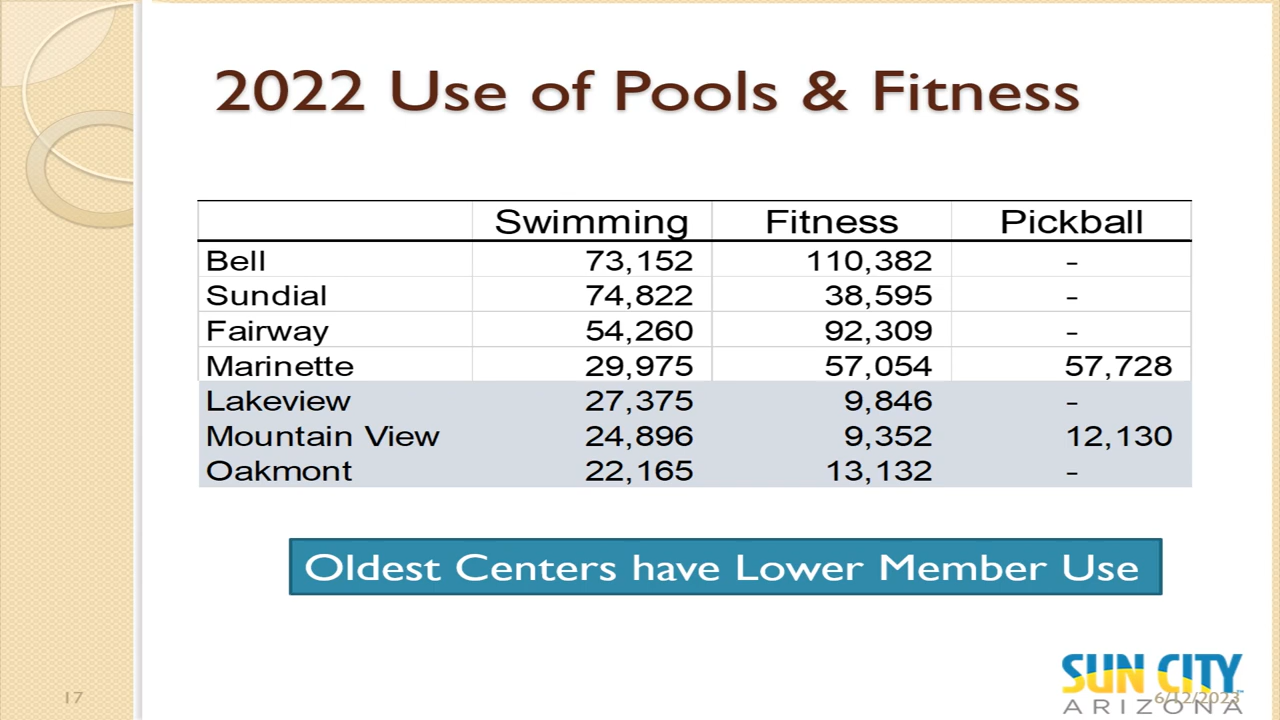 2022 Use of Pools & Fitness
Swimming Fitness Pickball
Bell 73,152 110,382 -
Sundial 74,822 38,595 -
Fairway 54,260 92,309 -
Marinette 29,975 57,054 57,728
Lakeview 27,375 9,846 -
Mountain View 24,896 9,352 12,130
Oakmont 22,165 13,132 -
Oldest Centers have Lower Member Use
SUN CITY
ARIZONA
17
6/12/2023